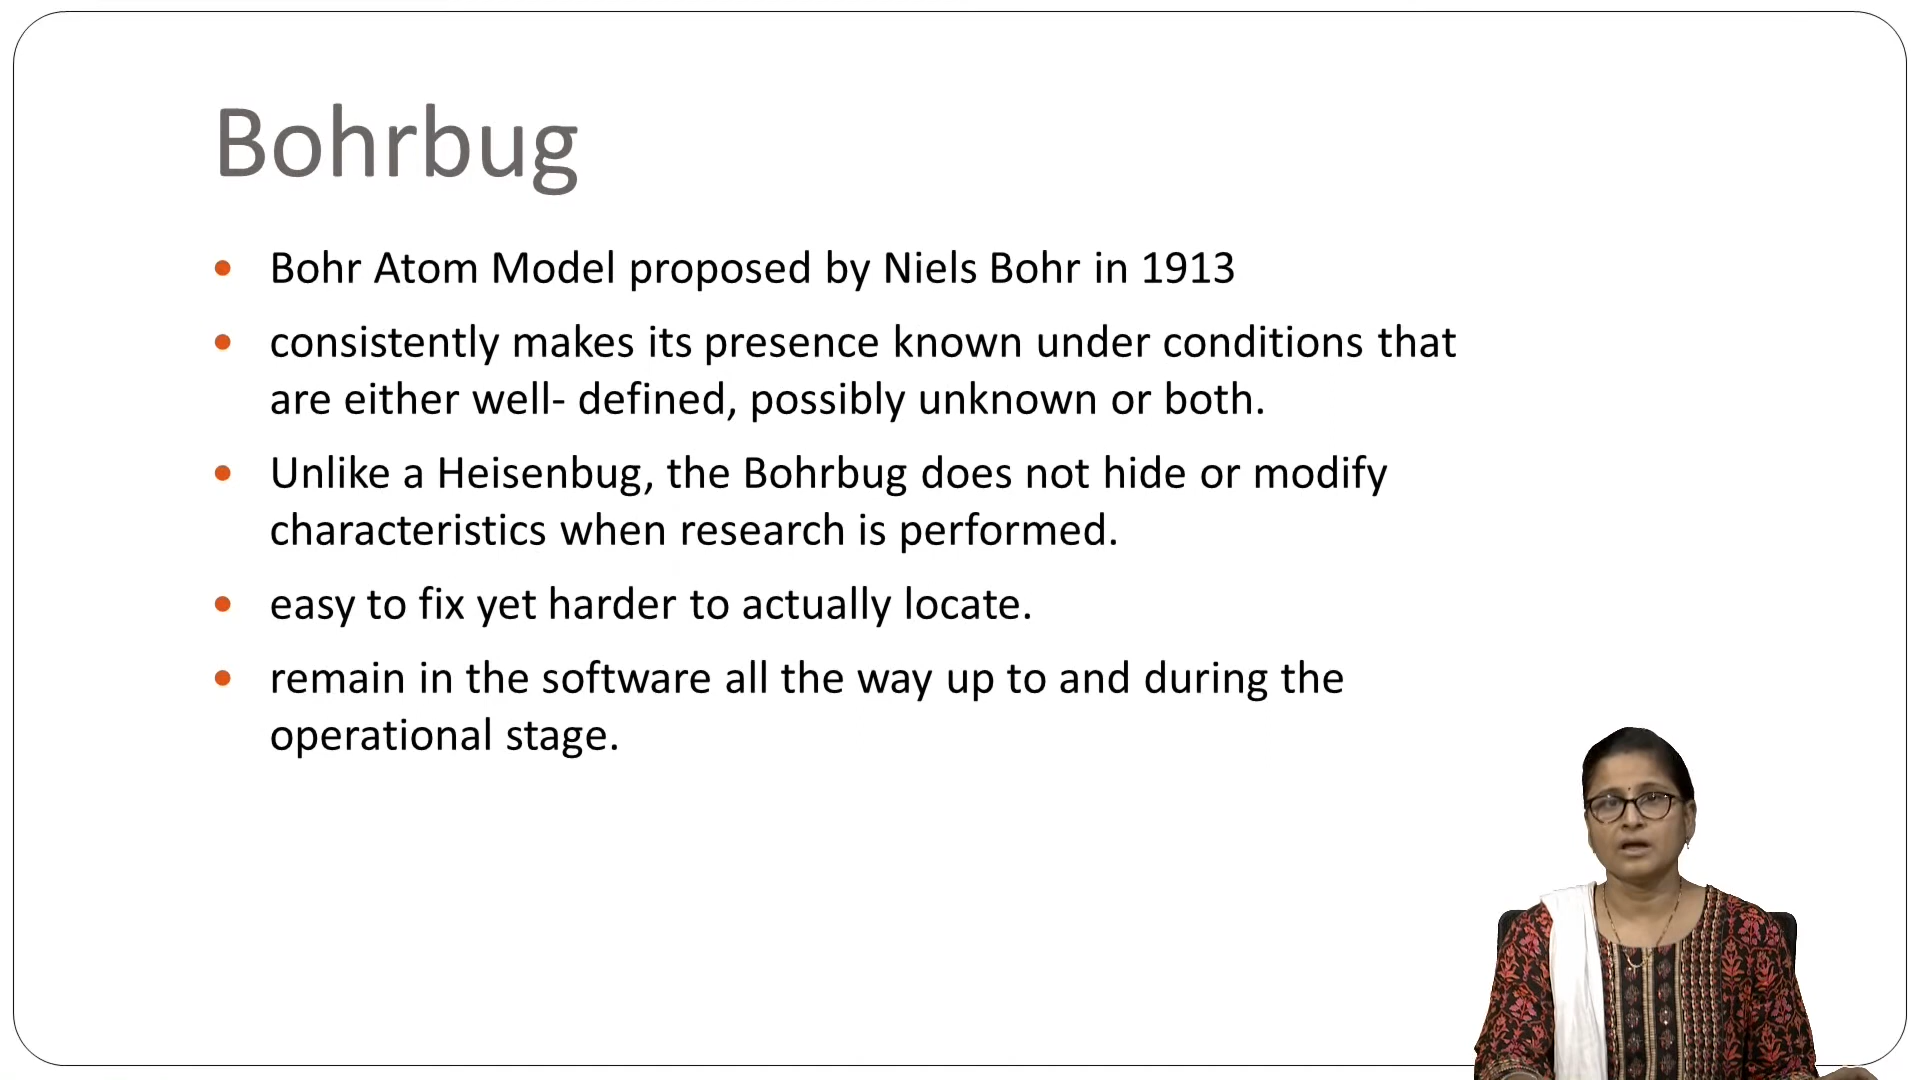 Bohrbug
• Bohr Atom Model proposed by Niels Bohr in 1913
• consistently makes its presence known under conditions that
are either well- defined, possibly unknown or both.
• Unlike a Heisenbug, the Bohrbug does not hide or modify
characteristics when research is performed.
• easy to fix yet harder to actually locate.
• remain in the software all the way up to and during the
operational stage.